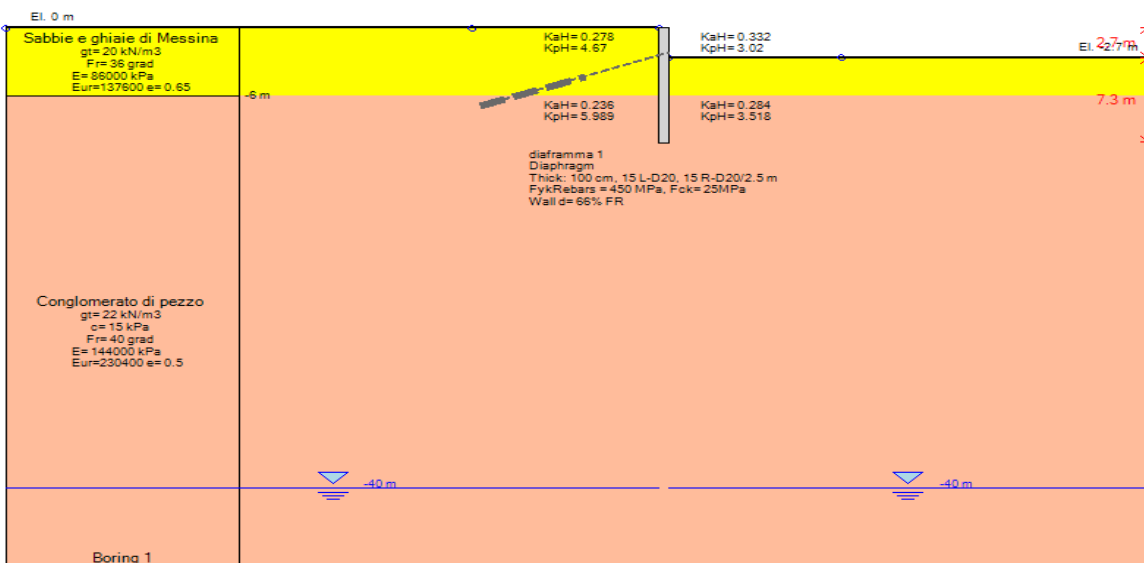 El. 0 m
Sabbie e ghiaie di Messina
gt= 20 kN/m3
Fr= 36 grad
E= 86000 kPa
Eur=137600 e= 0.65
-6 m
KaH= 0.278
KpH= 4.67
KaH= 0.332
KpH= 3.02
2.7 m
El. -2.7 m
7.3 m
KaH= 0.236
KpH= 5.989
KaH= 0.284
KpH= 3.518
diaframma 1
Diaphragm
Thick: 100 cm, 15 L-D20, 15 R-D20/2.5 m
FykRebars = 450 MPa, Fck= 25MPa
Wall d= 66% FR
Conglomerato di pezzo
gt= 22 kN/m3
c= 15 kPa
Fr= 40 grad
E= 144000 kPa
Eur=230400 e= 0.5
-40 m
-40 m
Boring 1